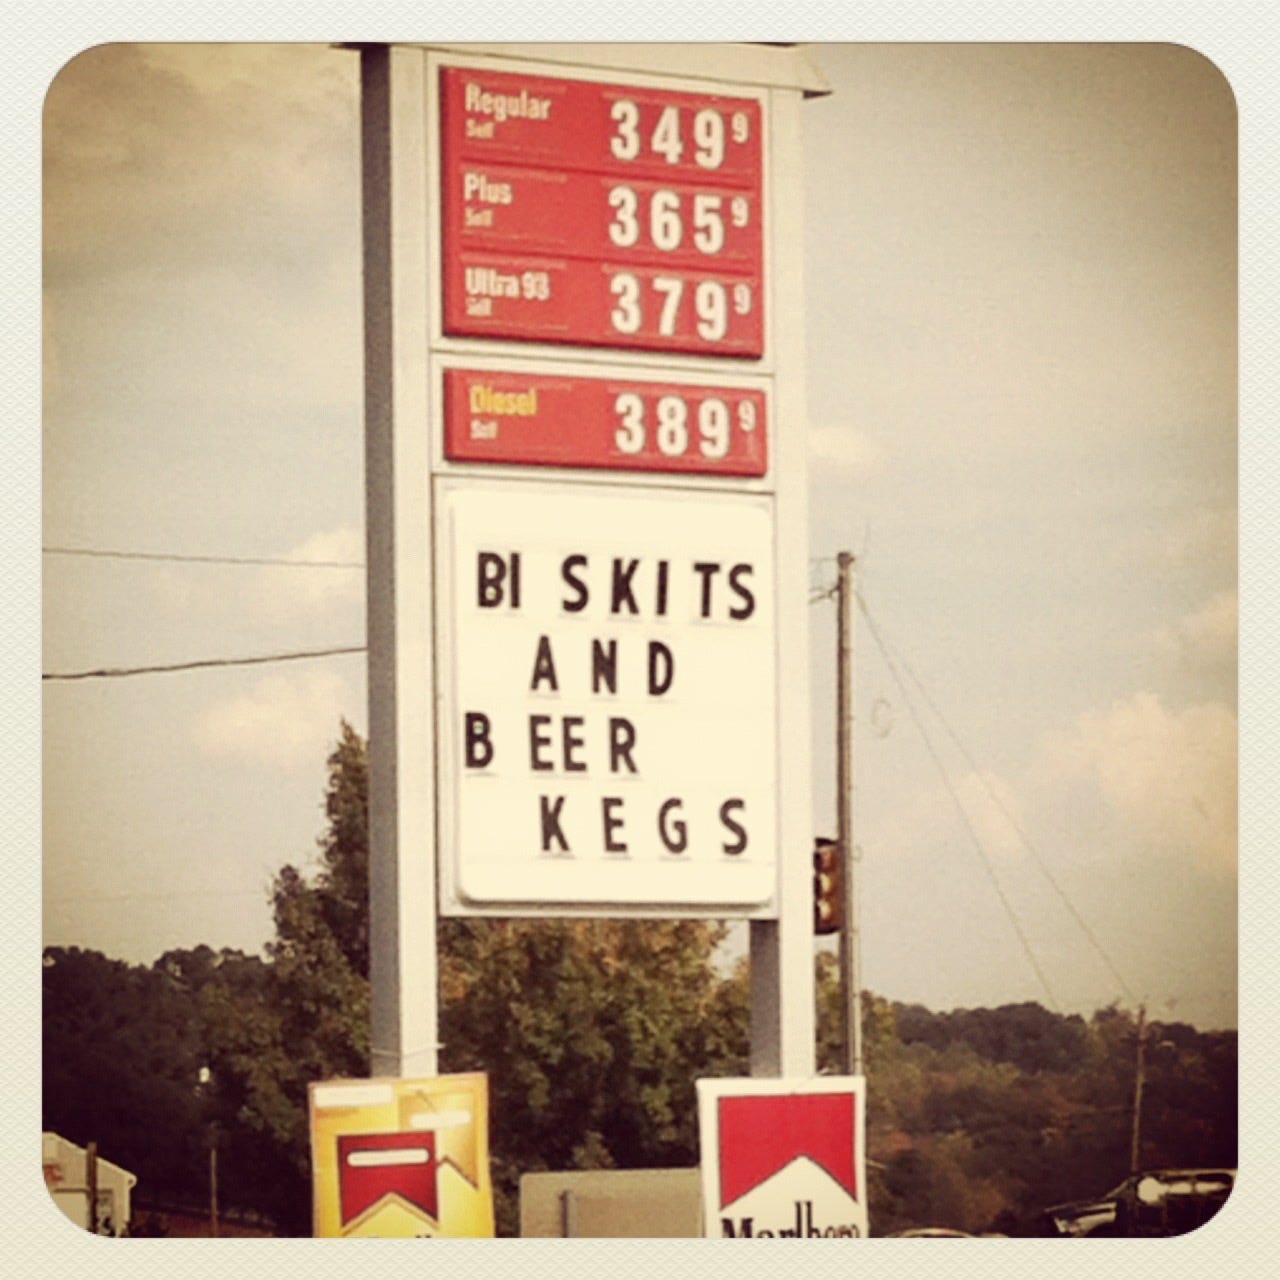 Regular 349 9
Self
Plus 365 9
Self
Ultra 93 379 9
Self
Diesel 389 9
Self
BI SKITS
AND
BEER
KEGS
Marlboro